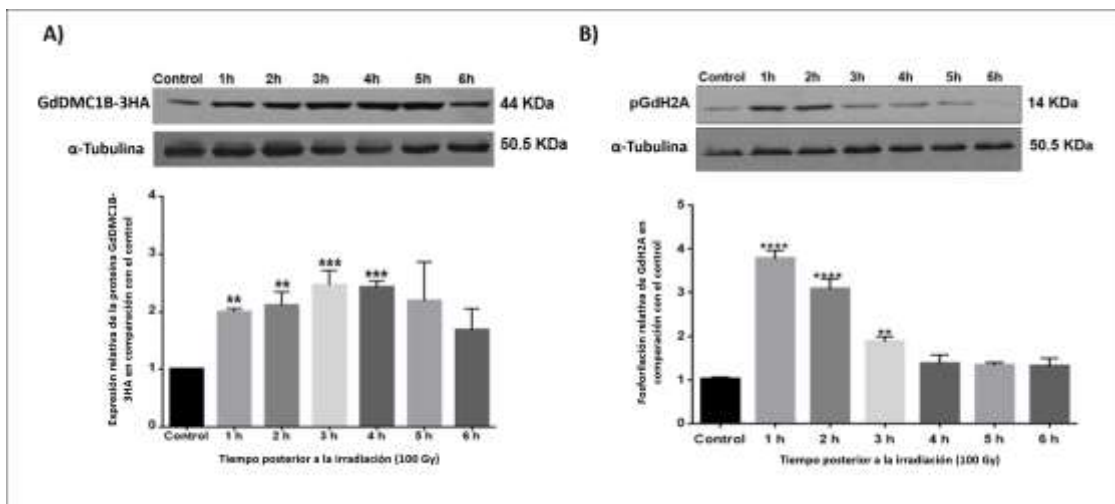 A)
Control 1h 2h 3h 4h 5h 6h
GdDMC1B-3HA
44 KDa
α-Tubulina
50.5 KDa
Expresión relativa de la proteína GdDMC1B-
3HA en comparación con el control
4
3
2
1
0
**
**
***
***
Control 1 h 2 h 3 h 4 h 5 h 6 h
Tiempo posterior a la irradiación (100 Gy)
B)
Control 1h 2h 3h 4h 5h 6h
pGdH2A
14 KDa
α-Tubulina
50.5 KDa
Fosforilación relativa de GdH2A en
comperación con el control
5
4
3
2
1
0
****
****
**
Control 1 h 2 h 3 h 4 h 5 h 6 h
Tiempo posterior a la irradiación (100 Gy)